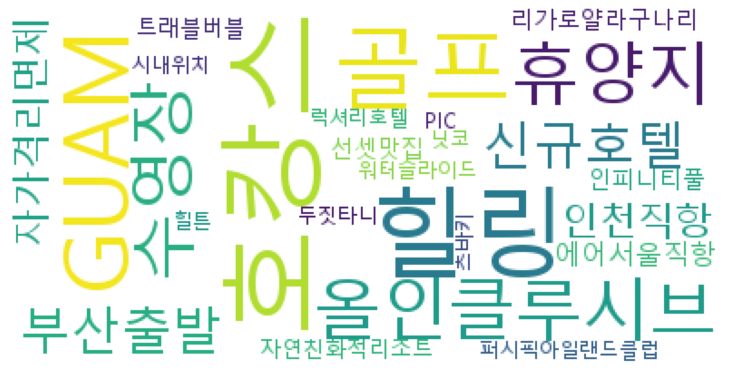 자가격리면제
GUAM
트래블버블
시내위치
수영장
힐튼
호캉스
골프
리가로얄라구나리
휴양지
럭셔리호텔
PIC
선셋맛집
닛코
워터슬라이드
신규호텔
인피니티풀
두짓타니
힐링
츠바키
인천직항
에어서울직항
올인클루시브
부산출발
자연친화적리조트
퍼시픽아일랜드클럽